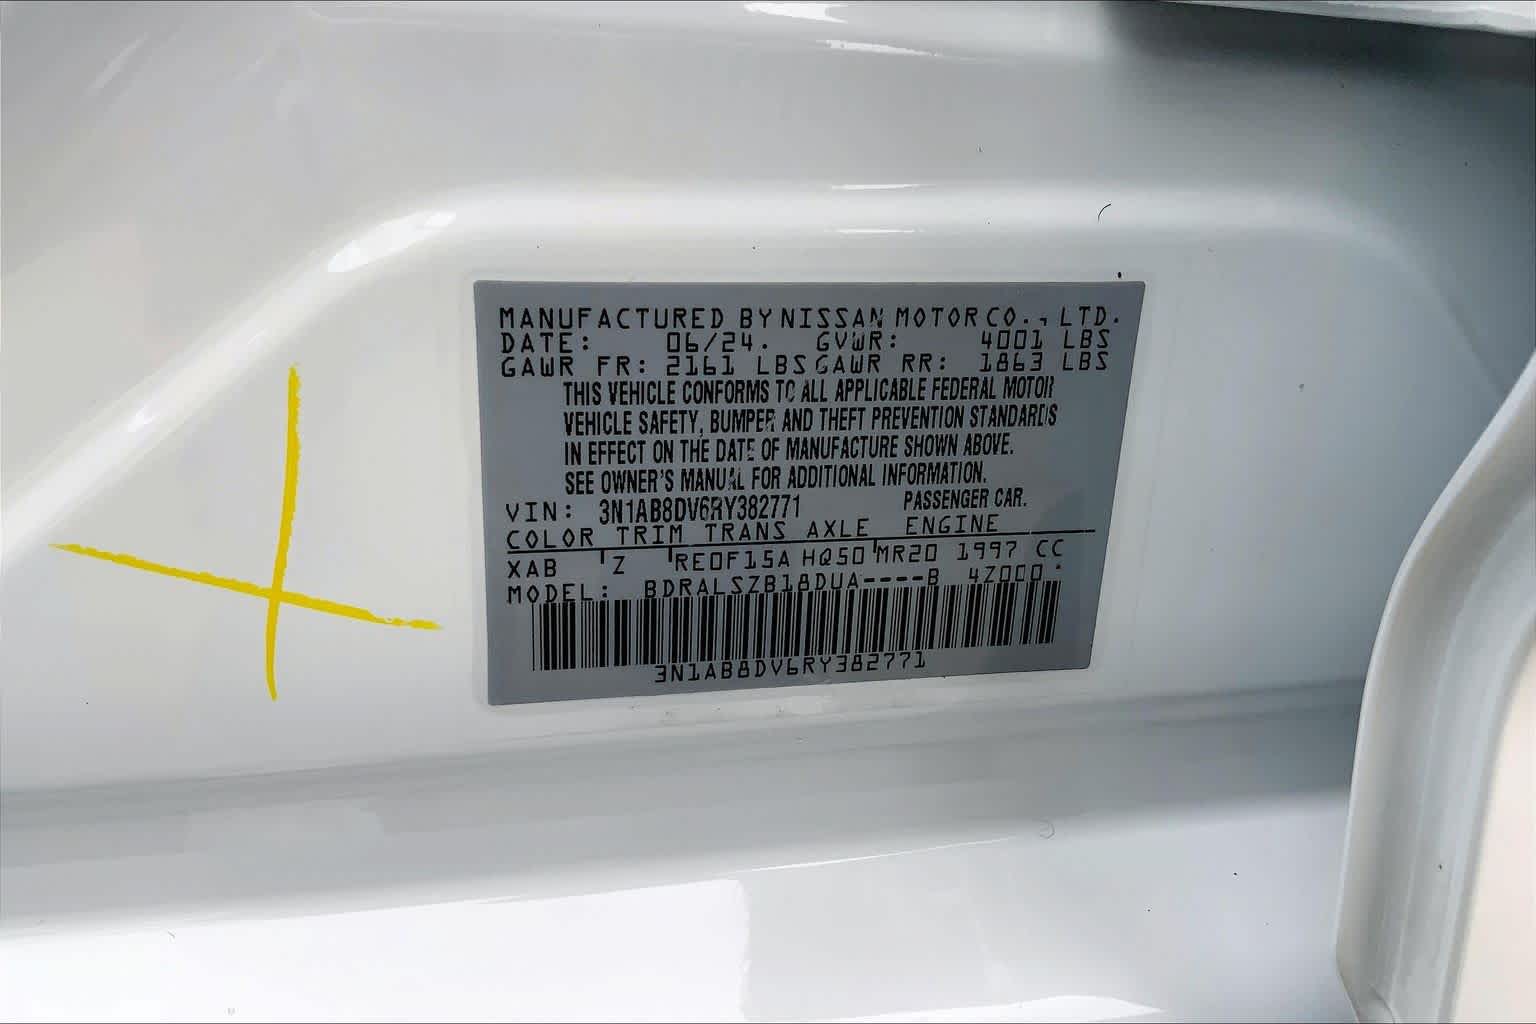 MANUFACTURED BY NISSAN MOTOR CO., LTD.
DATE: 06/24. GVWR: 4001 LBS
GAWR FR: 2161 LBS GAWR RR: 1863 LBS
THIS VEHICLE CONFORMS TO ALL APPLICABLE FEDERAL MOTOR
VEHICLE SAFETY, BUMPER AND THEFT PREVENTION STANDARDS
IN EFFECT ON THE DATE OF MANUFACTURE SHOWN ABOVE.
SEE OWNER'S MANUAL FOR ADDITIONAL INFORMATION.
VIN: 3N1AB8DV6RY382771 PASSENGER CAR.
COLOR TRIM TRANS AXLE ENGINE
XAB Z RE0F15A HQ50 MR20 1997 CC
MODEL: BDRALSZB18DUA----B 4Z000.
3N1AB8DV6RY382771